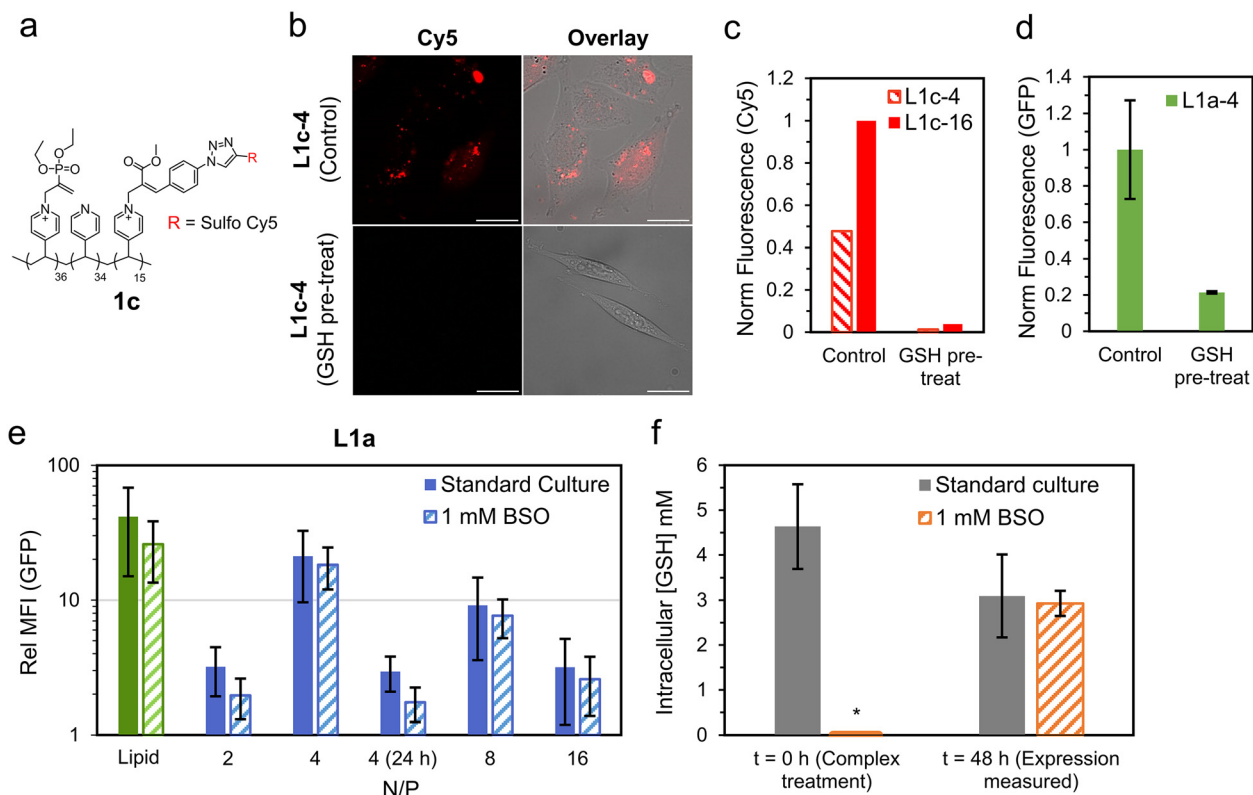 a
O
O
P
O
O
O
N
N
N
N
N
N
R
R = Sulfo Cy5
36
34
15
1c
b
Cy5
Overlay
L1c-4
(Control)
L1c-4
(GSH pre-treat)
c
Norm Fluorescence (Cy5)
1.2
1
0.8
0.6
0.4
0.2
0
L1c-4
L1c-16
Control
GSH pre-
treat
d
Norm Fluorescence (GFP)
1.4
1.2
1
0.8
0.6
0.4
0.2
0
L1a-4
Control
GSH
pre-treat
e
L1a
Rel MFI (GFP)
100
10
1
Standard Culture
1 mM BSO
Lipid
2
4
4 (24 h)
8
16
N/P
f
Intracellular [GSH] mM
6
5
4
3
2
1
0
Standard culture
1 mM BSO
*
t = 0 h (Complex
treatment)
t = 48 h (Expression
measured)